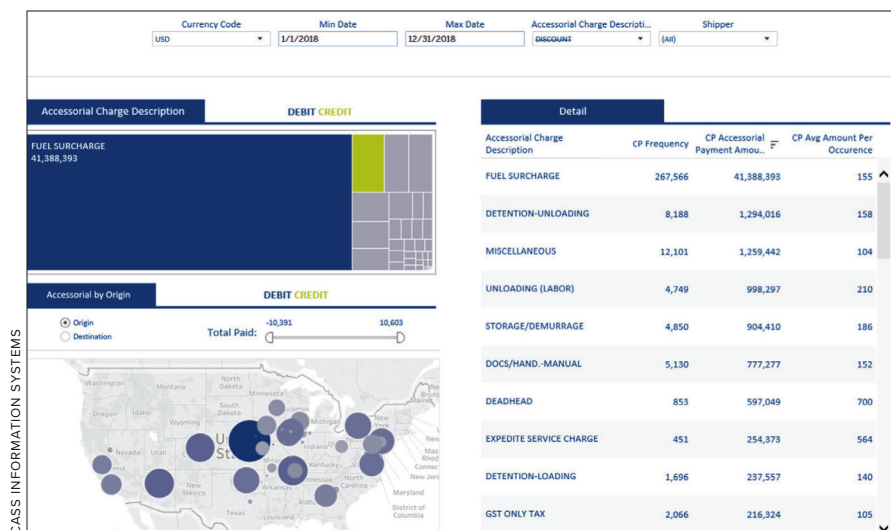 Currency Code
Min Date
Max Date
Accessorial Charge Descripti...
Shipper
USD
1/1/2018
12/31/2018
DISCOUNT
(All)
Accessorial Charge Description
DEBIT CREDIT
FUEL SURCHARGE
41,388,393
Accessorial by Origin
DEBIT CREDIT
Origin
Destination
Total Paid:
-10,391
10,603
Washington
Montana
North
Dakota
Minnesota
Oregon
Idaho
South
Dakota
Wyoming
Michigan
New
York
Maine
Nevada
Utah
Indiana
Kentucky
New
Mexico
Arkansas
North
Carolina
Texas
Louisiana
Maryland
District of
Columbia
CASS INFORMATION SYSTEMS
Detail
Accessorial Charge
Description
CP Frequency
CP Accessorial
Payment Amou..
CP Avg Amount Per
Occurence
FUEL SURCHARGE 267,566 41,388,393 155
DETENTION-UNLOADING 8,188 1,294,016 158
MISCELLANEOUS 12,101 1,259,442 104
UNLOADING (LABOR) 4,749 998,297 210
STORAGE/DEMURRAGE 4,850 904,410 186
DOCS/HAND.-MANUAL 5,130 777,277 152
DEADHEAD 853 597,049 700
EXPEDITE SERVICE CHARGE 451 254,373 564
DETENTION-LOADING 1,696 237,557 140
GST ONLY TAX 2,066 216,324 105